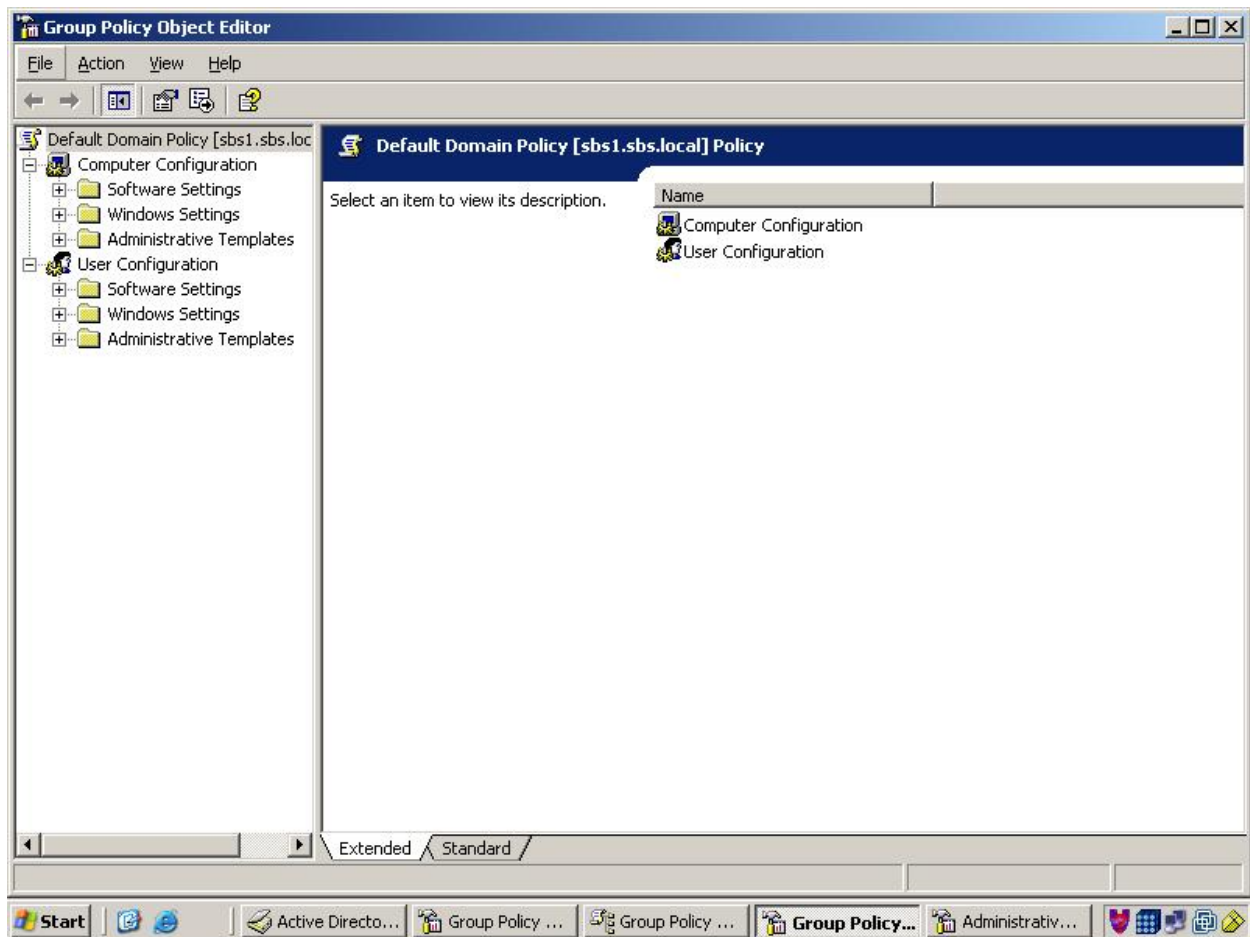 Group Policy Object Editor
File Action View Help
Default Domain Policy [sbs1.sbs.loc
Computer Configuration
Software Settings
Windows Settings
Administrative Templates
User Configuration
Software Settings
Windows Settings
Administrative Templates
Default Domain Policy [sbs1.sbs.local] Policy
Select an item to view its description.
Name
Computer Configuration
User Configuration
Extended Standard
Start Active Directo... Group Policy ... Group Policy ... Group Policy... Administrativ...